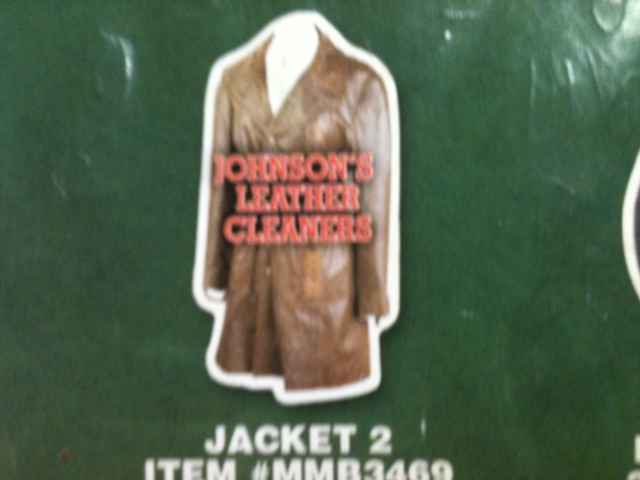 JOHNSON'S
LEATHER
CLEANERS
JACKET 2
ITEM #MMB3469